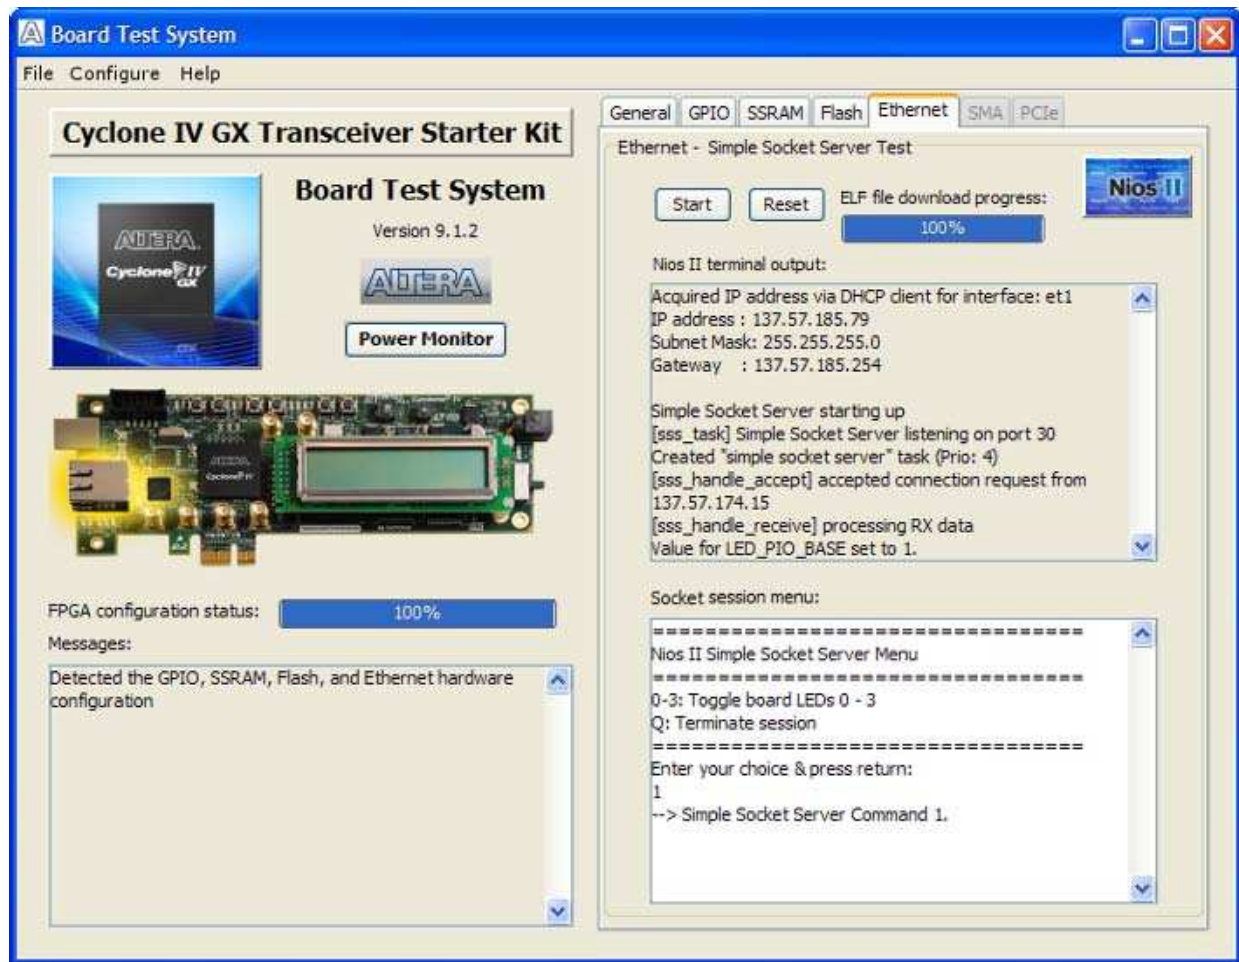 Board Test System
File Configure Help
Cyclone IV GX Transceiver Starter Kit
ALTERA
Cyclone IV
GX
Board Test System
Version 9.1.2
ALTERA
Power Monitor
FPGA configuration status:
100%
Messages:
Detected the GPIO, SSRAM, Flash, and Ethernet hardware
configuration
General GPIO SSRAM Flash Ethernet SMA PCIe
Ethernet - Simple Socket Server Test
Start Reset
ELF file download progress:
100%
Nios II
Nios II terminal output:
Acquired IP address via DHCP client for interface: et1
IP address : 137.57.185.79
Subnet Mask: 255.255.255.0
Gateway : 137.57.185.254
Simple Socket Server starting up
[sss_task] Simple Socket Server listening on port 30
Created "simple socket server" task (Prio: 4)
[sss_handle_accept] accepted connection request from
137.57.174.15
[sss_handle_receive] processing RX data
Value for LED_PIO_BASE set to 1.
Socket session menu:
=================================
Nios II Simple Socket Server Menu
=================================
0-3: Toggle board LEDs 0 - 3
Q: Terminate session
=================================
Enter your choice & press return:
1
--> Simple Socket Server Command 1.